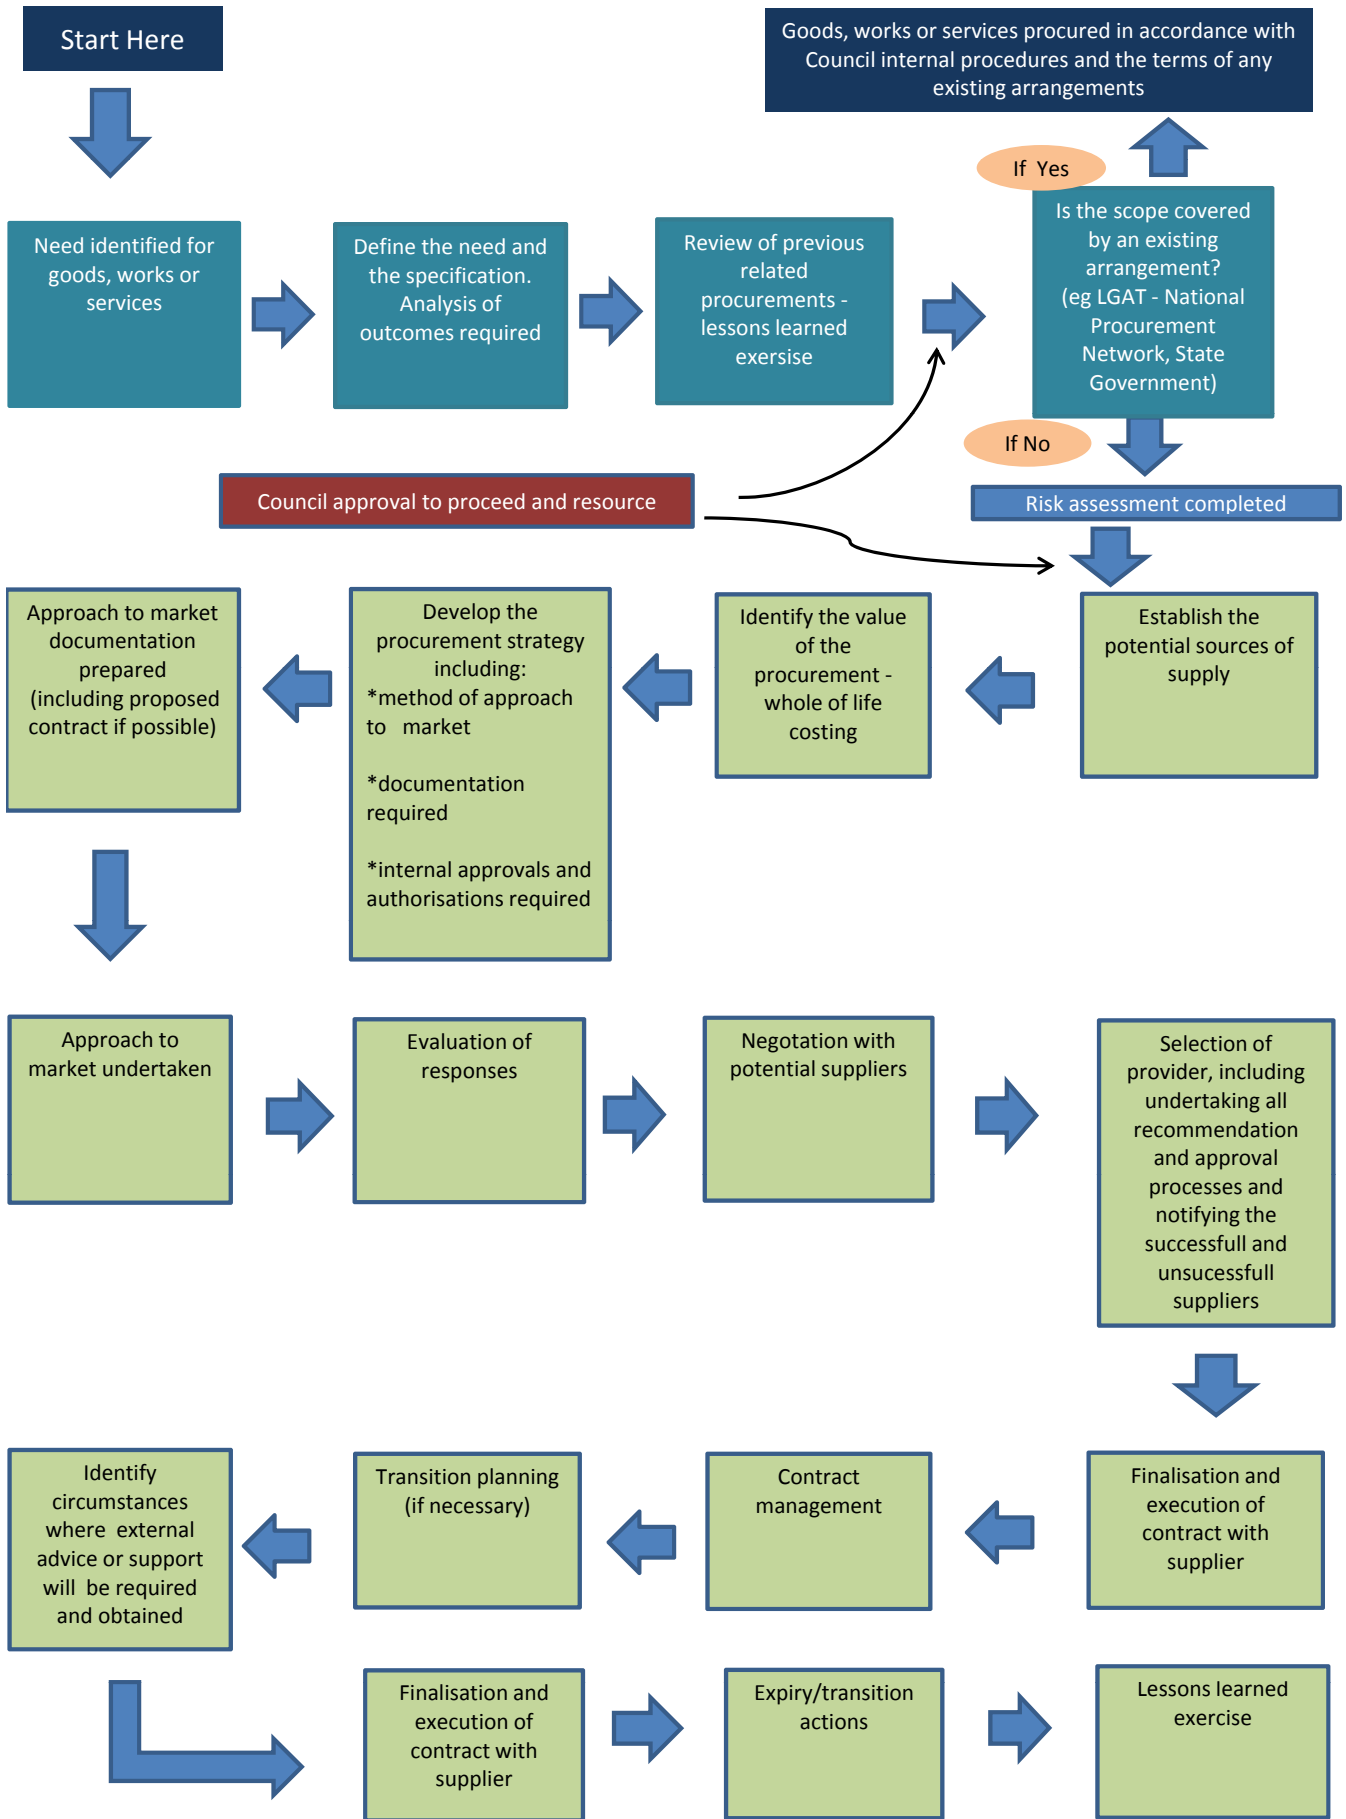 Start Here
Goods, works or services procured in accordance with
Council internal procedures and the terms of any
existing arrangements
If Yes
Need identified for
goods, works or
services
Define the need and
the specification.
Analysis of
outcomes required
Review of previous
related
procurements -
lessons learned
exersise
Is the scope covered
by an existing
arrangement?
(eg LGAT - National
Procurement
Network, State
Government)
If No
Council approval to proceed and resource
Risk assessment completed
Establish the
potential sources of
supply
Identify the value
of the
procurement -
whole of life
costing
Develop the
procurement strategy
including:
*method of approach
to market
*documentation
required
*internal approvals and
authorisations required
Approach to market
documentation
prepared
(including proposed
contract if possible)
Approach to
market undertaken
Evaluation of
responses
Negotation with
potential suppliers
Selection of
provider, including
undertaking all
recommendation
and approval
processes and
notifying the
successfull and
unsucessfull
suppliers
Finalisation and
execution of
contract with
supplier
Contract
management
Transition planning
(if necessary)
Identify
circumstances
where external
advice or support
will be required
and obtained
Finalisation and
execution of
contract with
supplier
Expiry/transition
actions
Lessons learned
exercise